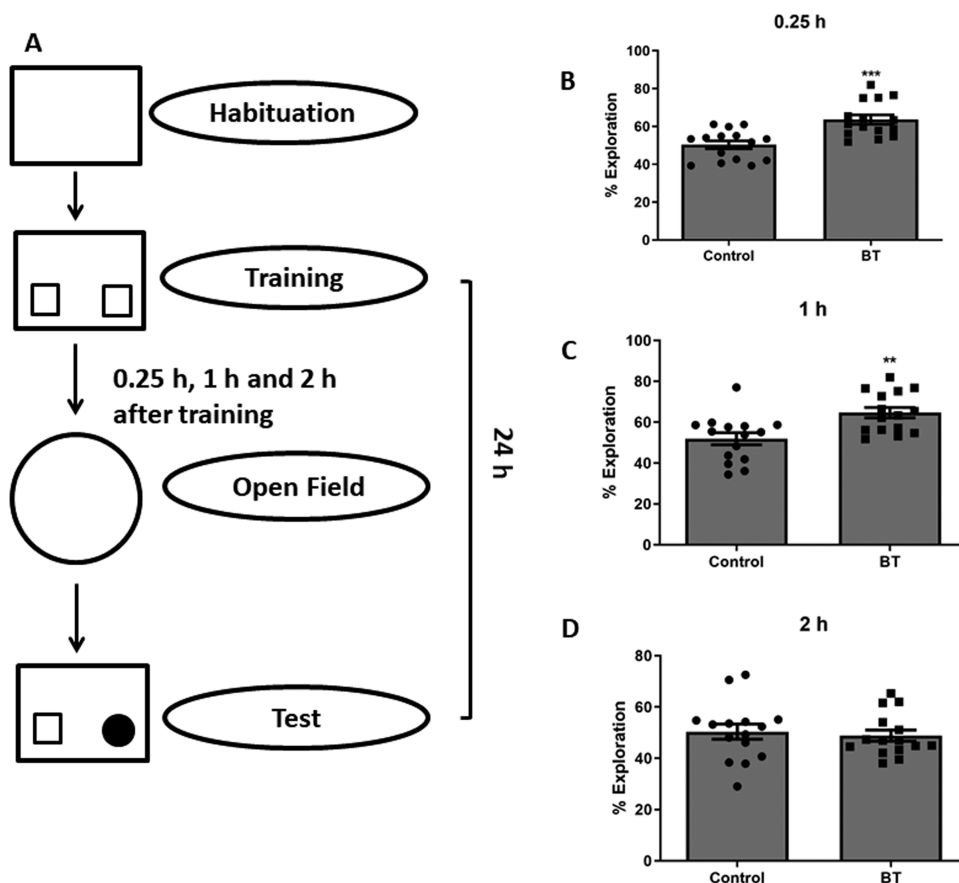 A
Habituation
Training
0.25 h, 1 h and 2 h
after training
Open Field
Test
24 h
B
0.25 h
% Exploration
100
80
60
40
20
0
***
Control
BT
C
1 h
% Exploration
100
80
60
40
20
0
**
Control
BT
D
2 h
% Exploration
80
60
40
20
0
Control
BT